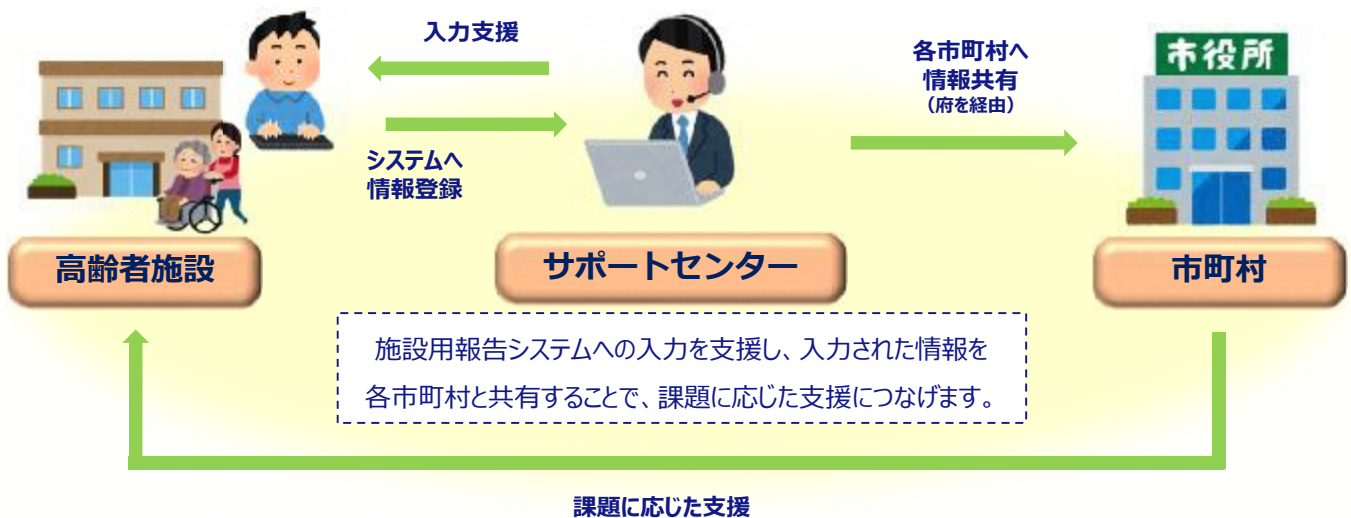 入力支援
各市町村へ
情報共有
（府を経由）
市役所
システムへ
情報登録
高齢者施設
サポートセンター
市町村
施設用報告システムへの入力を支援し、入力された情報を
各市町村と共有することで、課題に応じた支援につなげます。
課題に応じた支援